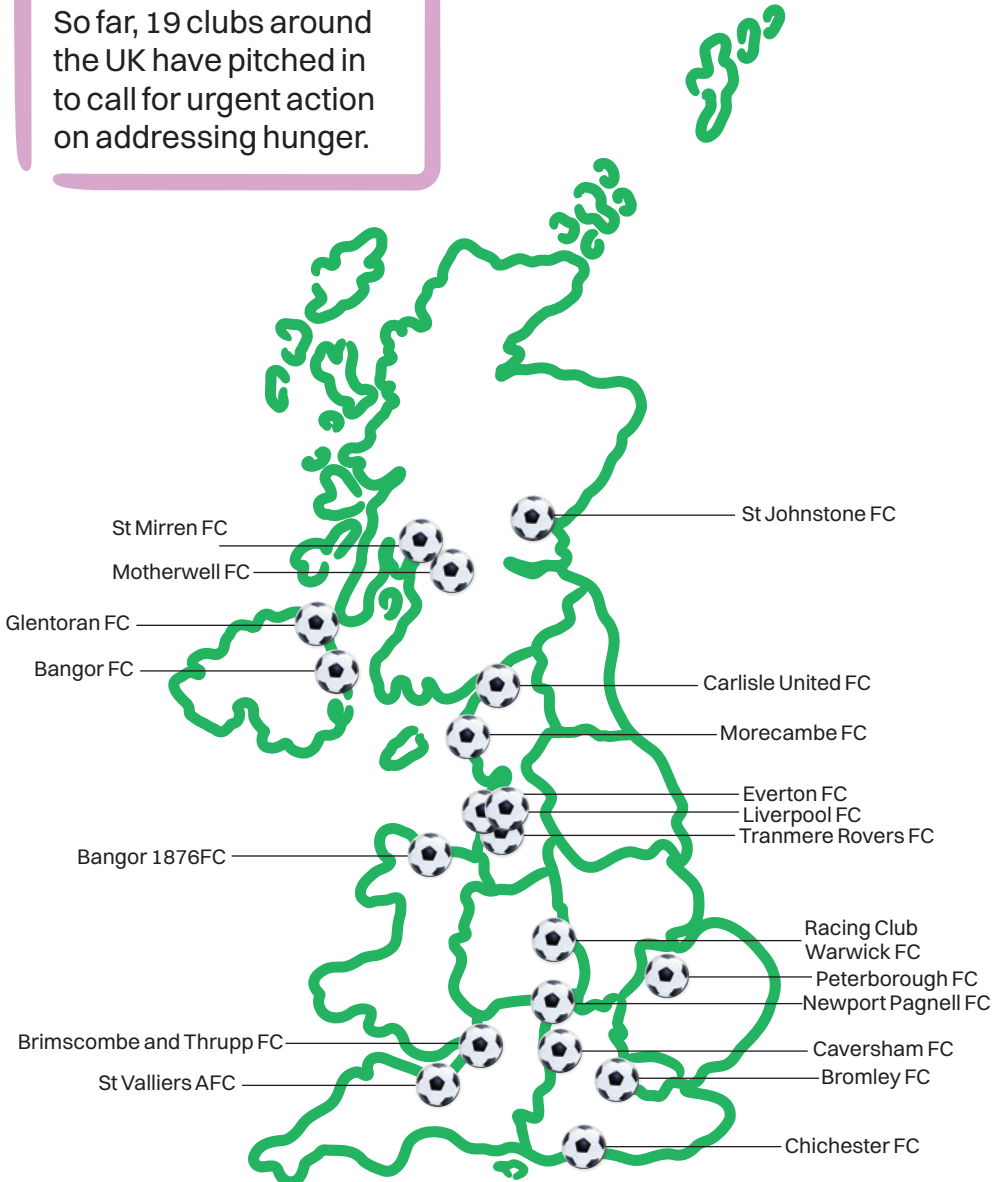 So far, 19 clubs around
the UK have pitched in
to call for urgent action
on addressing hunger.
St Mirren FC
Motherwell FC
Glentoran FC
Bangor FC
Bangor 1876FC
Brimscombe and Thrupp FC
St Valliers AFC
St Johnstone FC
Carlisle United FC
Morecambe FC
Everton FC
Liverpool FC
Tranmere Rovers FC
Racing Club
Warwick FC
Peterborough FC
Newport Pagnell FC
Caversham FC
Bromley FC
Chichester FC